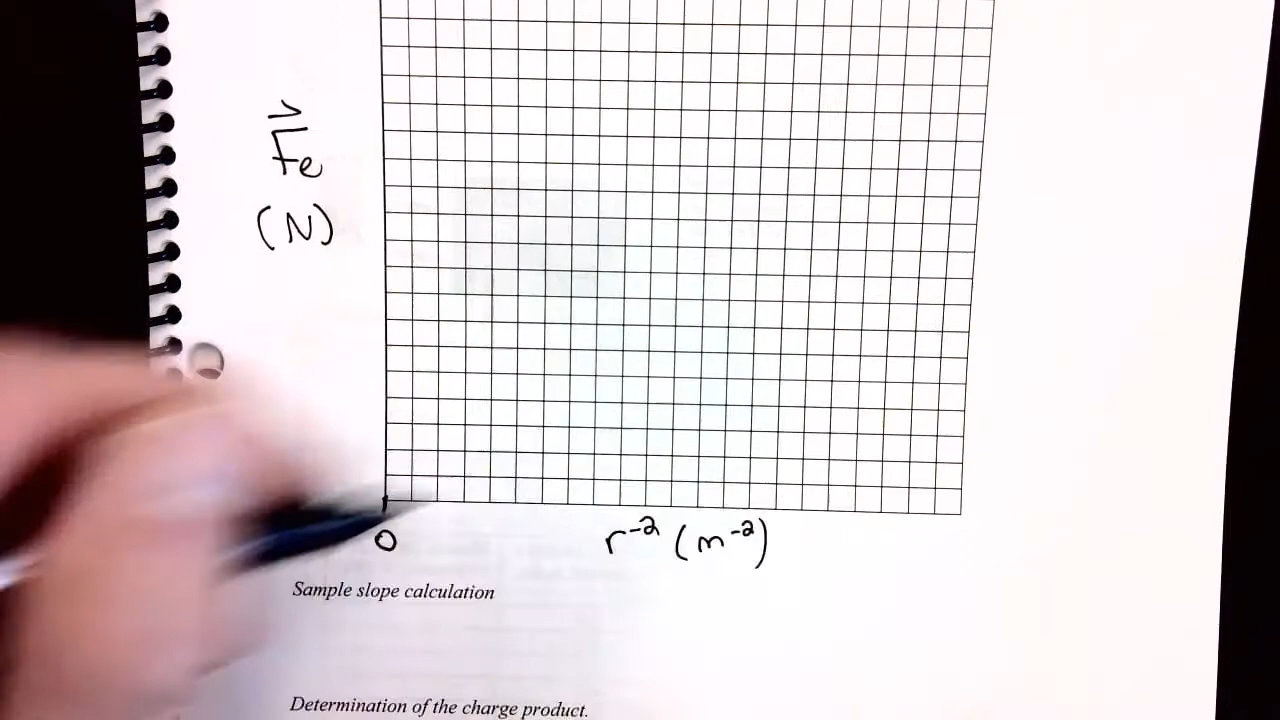 Fe
(N)
0
r⁻² (m⁻²)
Sample slope calculation
Determination of the charge product.